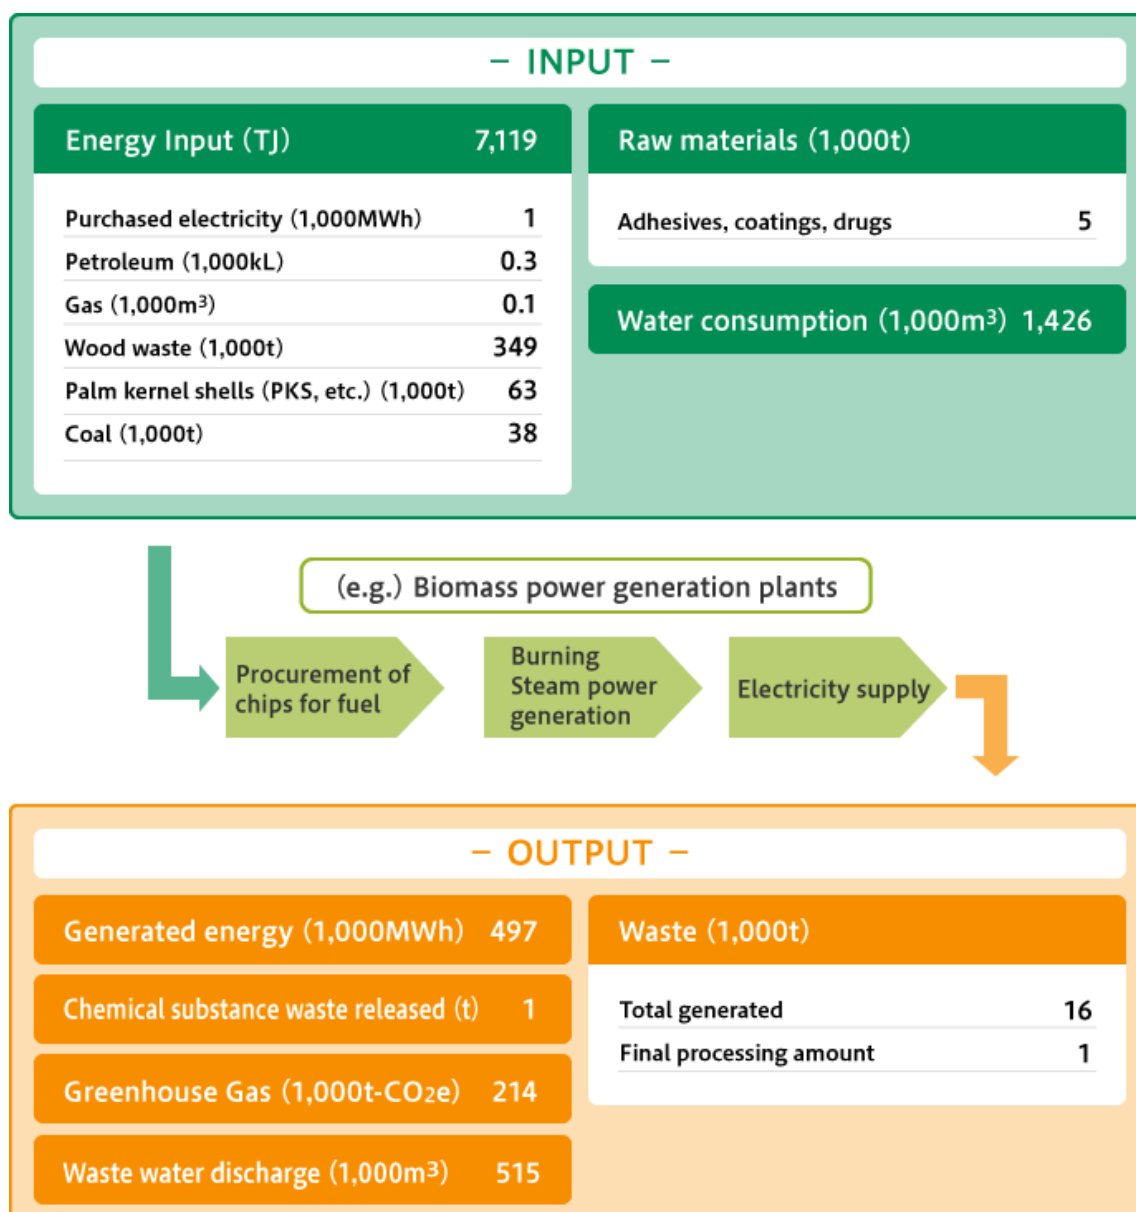 – INPUT –
Energy Input (TJ) 7,119
Purchased electricity (1,000MWh) 1
Petroleum (1,000kL) 0.3
Gas (1,000m³) 0.1
Wood waste (1,000t) 349
Palm kernel shells (PKS, etc.) (1,000t) 63
Coal (1,000t) 38
Raw materials (1,000t)
Adhesives, coatings, drugs 5
Water consumption (1,000m³) 1,426
(e.g.) Biomass power generation plants
Procurement of
chips for fuel
Burning
Steam power
generation
Electricity supply
– OUTPUT –
Generated energy (1,000MWh) 497
Chemical substance waste released (t) 1
Greenhouse Gas (1,000t-CO₂e) 214
Waste water discharge (1,000m³) 515
Waste (1,000t)
Total generated 16
Final processing amount 1